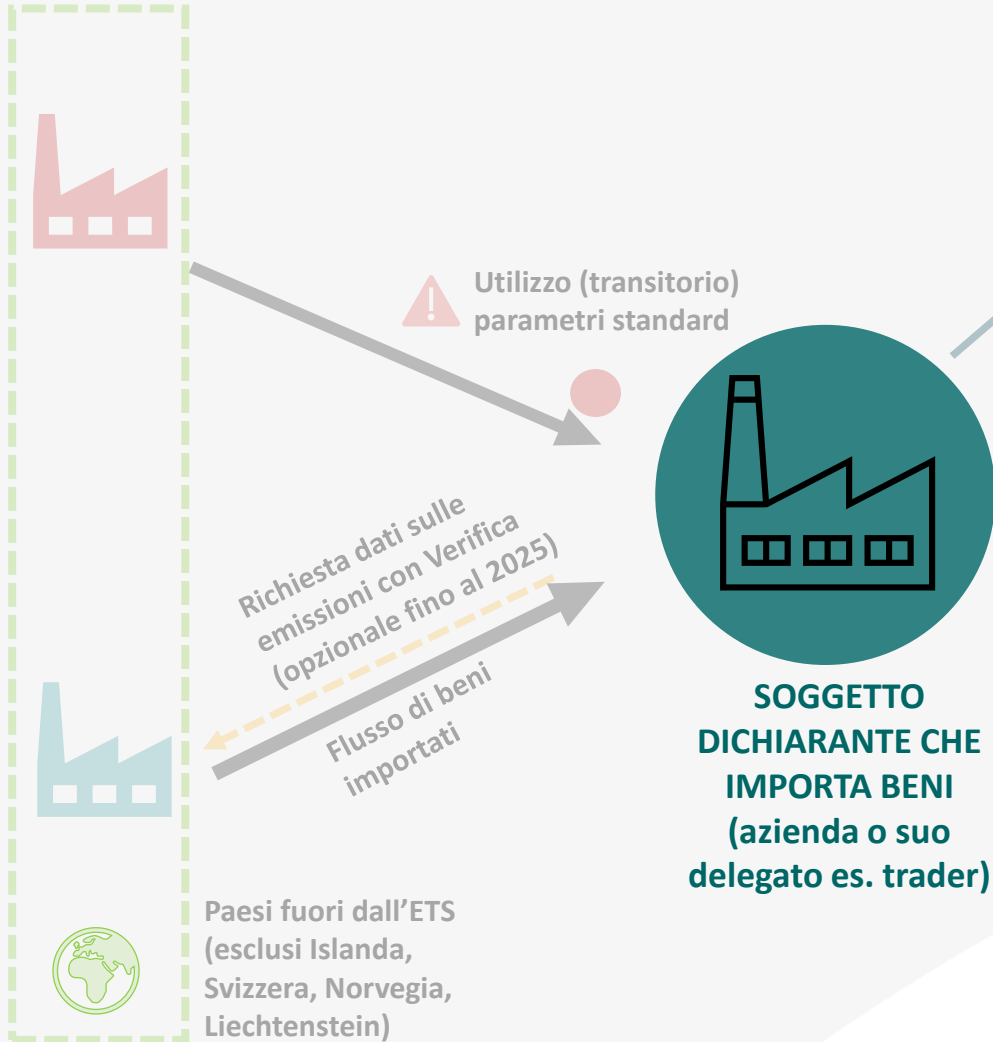 Utilizzo (transitorio)
parametri standard
Richiesta dati sulle
emissioni con Verifica
(opzionale fino al 2025)
Flusso di beni
importati
SOGGETTO
DICHIARANTE CHE
IMPORTA BENI
(azienda o suo
delegato es. trader)
Paesi fuori dall’ETS
(esclusi Islanda,
Svizzera, Norvegia,
Liechtenstein)